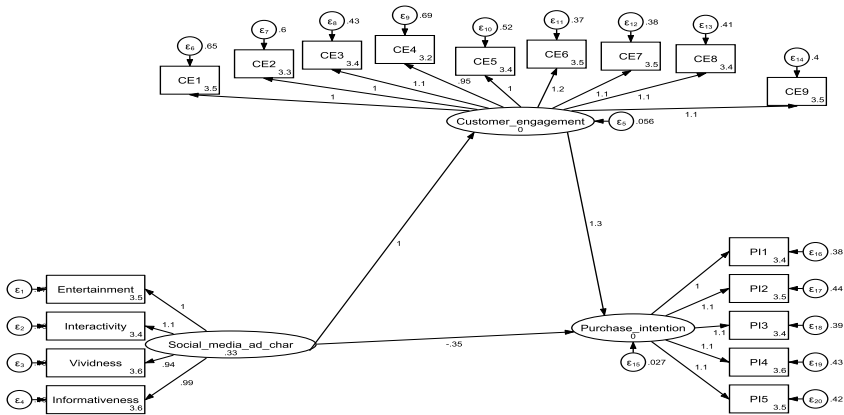 ε6 .65
CE1 3.5
ε7 .6
CE2 3.3
ε8 .43
CE3 3.4
ε9 .69
CE4 3.2
ε10 .52
CE5 3.4
ε11 .37
CE6 3.5
ε12 .38
CE7 3.5
ε13 .41
CE8 3.4
ε14 .4
CE9 3.5
1
1
1.1
.95
1
1.2
1.1
1.1
1.1
Customer_engagement
0
ε5 .056
1
1.3
-.35
ε1 Entertainment 3.5
ε2 Interactivity 3.4
ε3 Vividness 3.6
ε4 Informativeness 3.6
1
1.1
.94
.99
Social_media_ad_char
.33
Purchase_intention
0
ε15 .027
1
1.1
1.1
1.1
1.1
PI1 3.4 ε16 .38
PI2 3.5 ε17 .44
PI3 3.4 ε18 .39
PI4 3.6 ε19 .43
PI5 3.5 ε20 .42